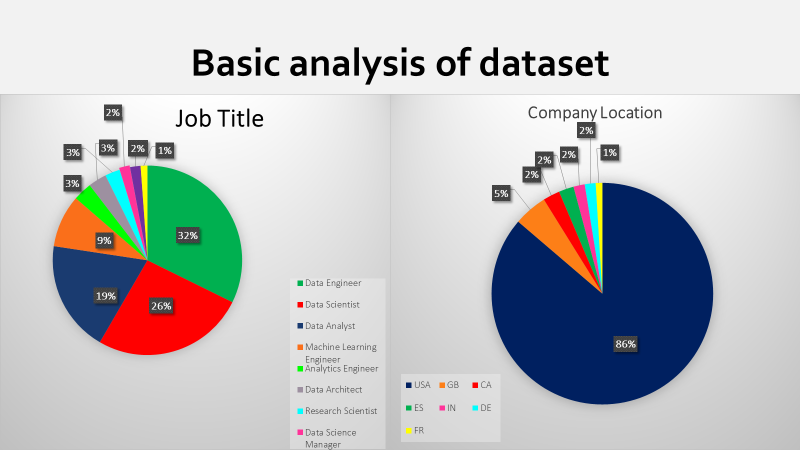 Basic analysis of dataset
Job Title
2%
3%
3%
2%
1%
3%
32%
9%
19%
26%
Data Engineer
Data Scientist
Data Analyst
Machine Learning
Engineer
Analytics Engineer
Data Architect
Research Scientist
Data Science
Manager
Company Location
2%
2%
2%
1%
2%
5%
86%
USA GB CA
ES IN DE
FR